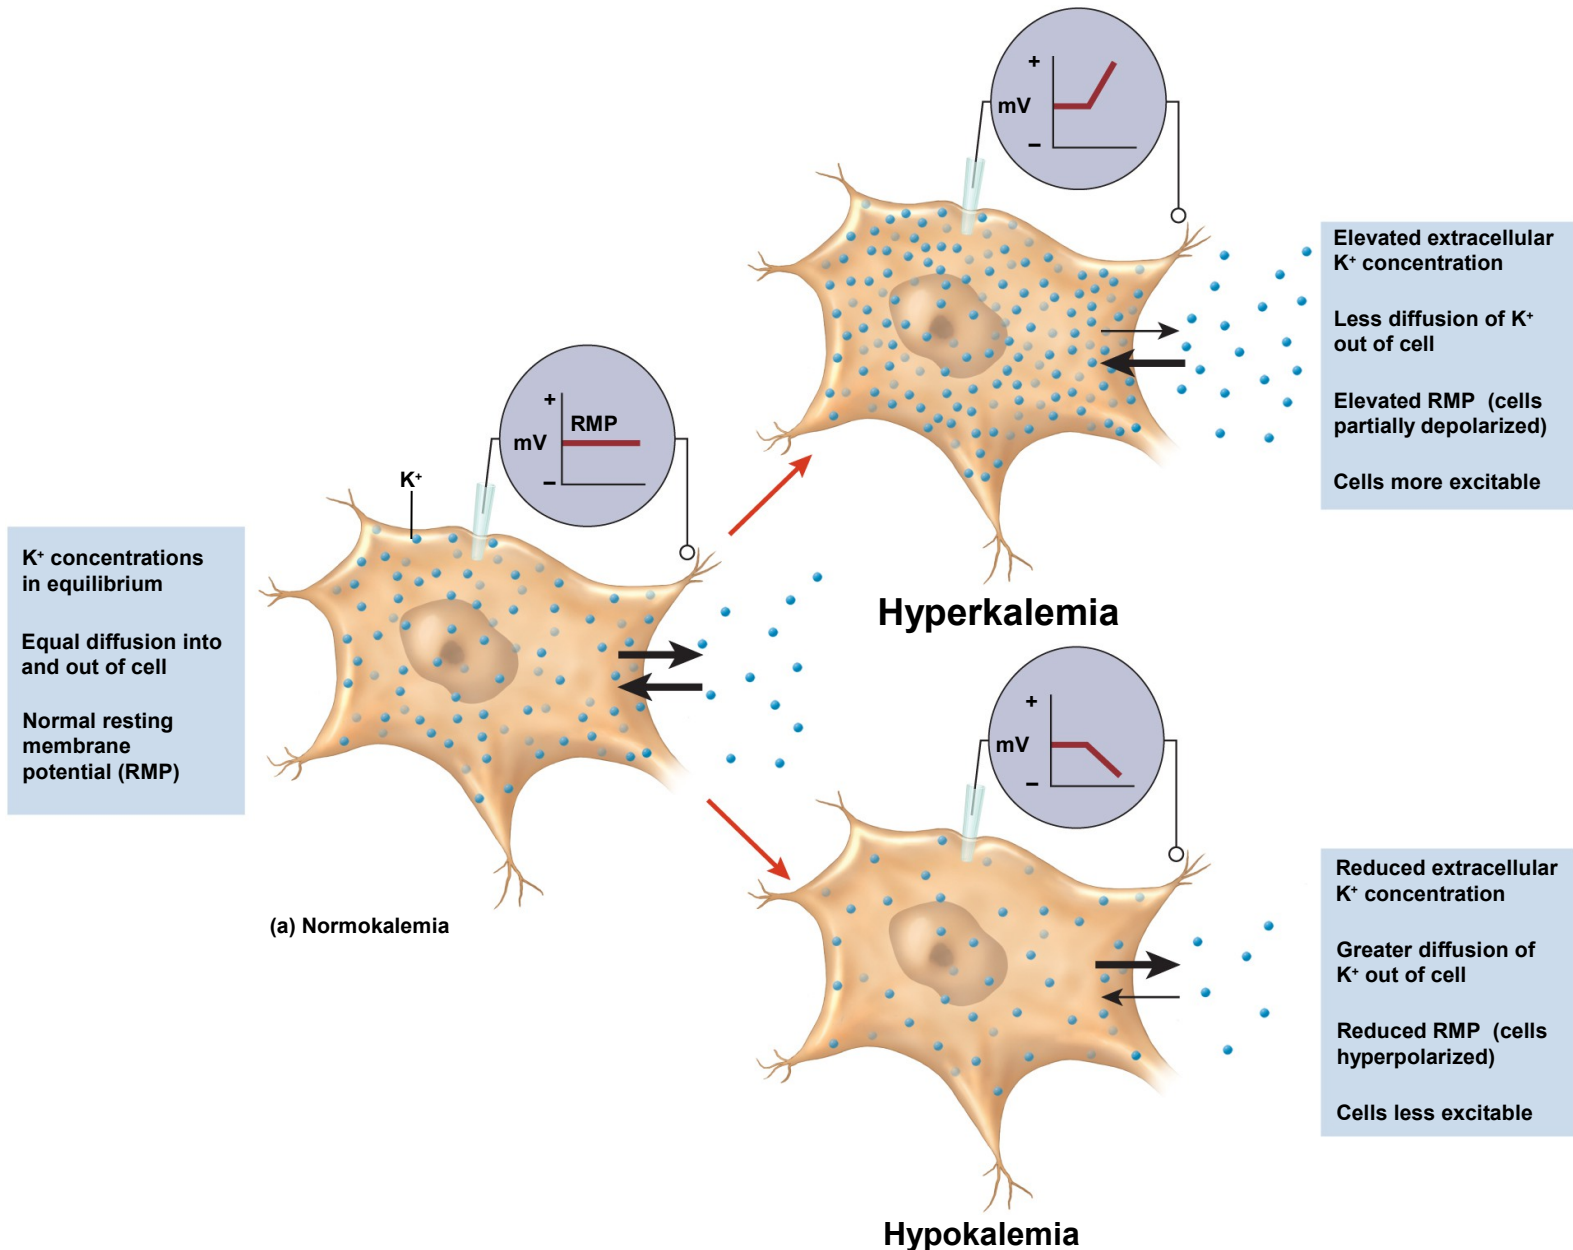 +
mV
−
Elevated extracellular
K⁺ concentration
Less diffusion of K⁺
out of cell
Elevated RMP (cells
partially depolarized)
Cells more excitable
Hyperkalemia
+
RMP
mV
−
K⁺
K⁺ concentrations
in equilibrium
Equal diffusion into
and out of cell
Normal resting
membrane
potential (RMP)
(a) Normokalemia
+
mV
−
Reduced extracellular
K⁺ concentration
Greater diffusion of
K⁺ out of cell
Reduced RMP (cells
hyperpolarized)
Cells less excitable
Hypokalemia